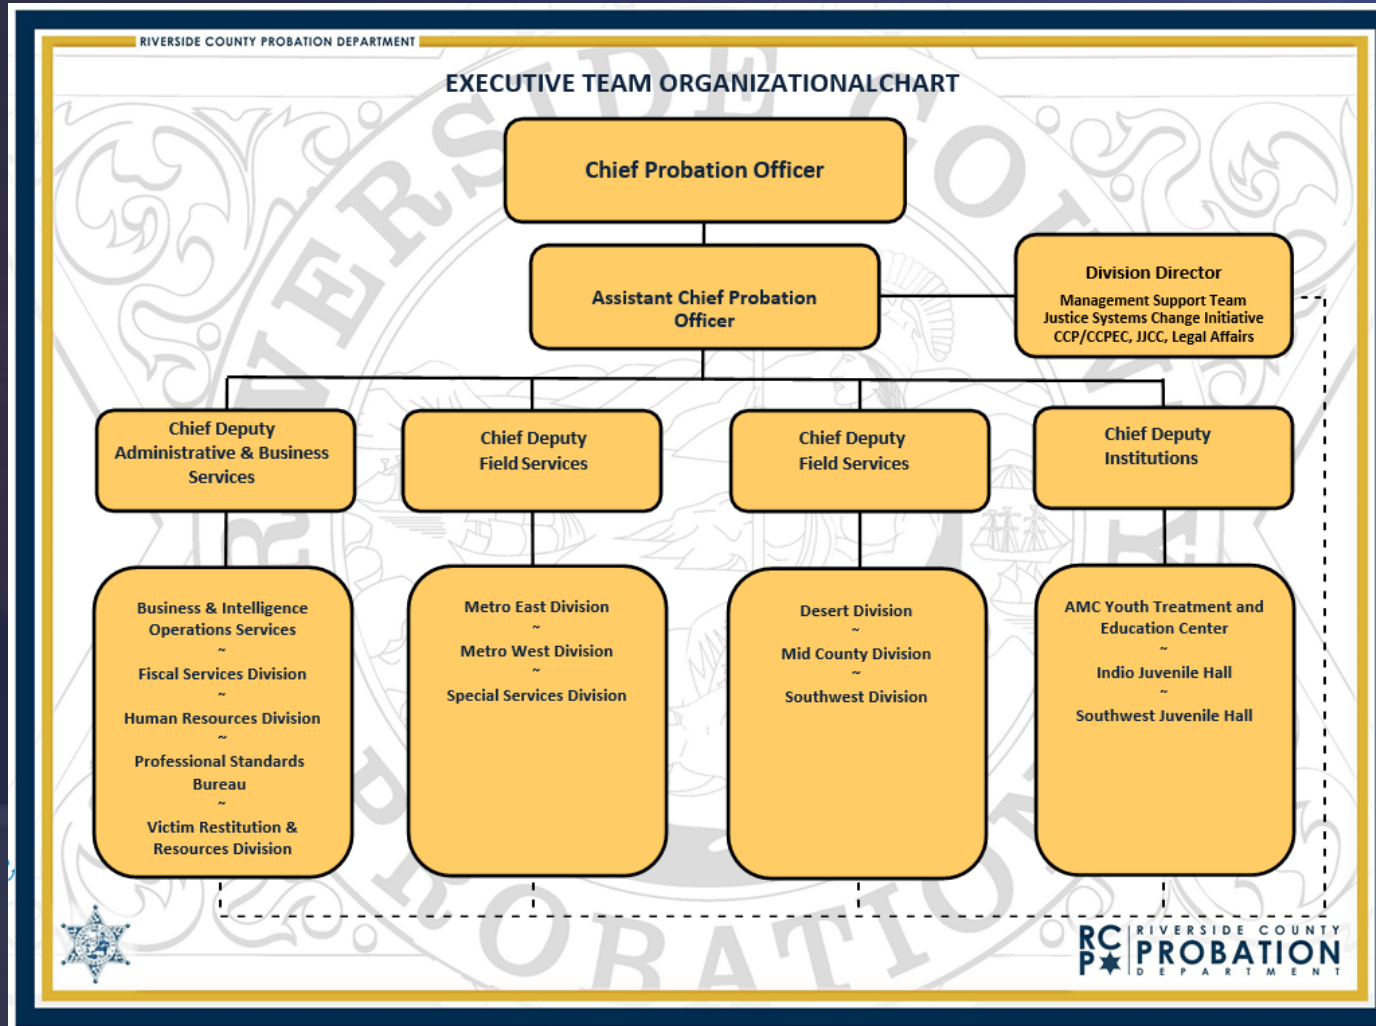 RIVERSIDE COUNTY PROBATION DEPARTMENT
EXECUTIVE TEAM ORGANIZATIONALCHART
Chief Probation Officer
Assistant Chief Probation
Officer
Division Director
Management Support Team
Justice Systems Change Initiative
CCP/CCPEC, JJCC, Legal Affairs
Chief Deputy
Administrative & Business
Services
Chief Deputy
Field Services
Chief Deputy
Field Services
Chief Deputy
Institutions
Business & Intelligence
Operations Services
~
Fiscal Services Division
~
Human Resources Division
~
Professional Standards
Bureau
~
Victim Restitution &
Resources Division
Metro East Division
~
Metro West Division
~
Special Services Division
Desert Division
~
Mid County Division
~
Southwest Division
AMC Youth Treatment and
Education Center
~
Indio Juvenile Hall
~
Southwest Juvenile Hall
RIVERSIDE COUNTY
PROBATION
RC
P
RIVERSIDE COUNTY
PROBATION
DEPARTMENT